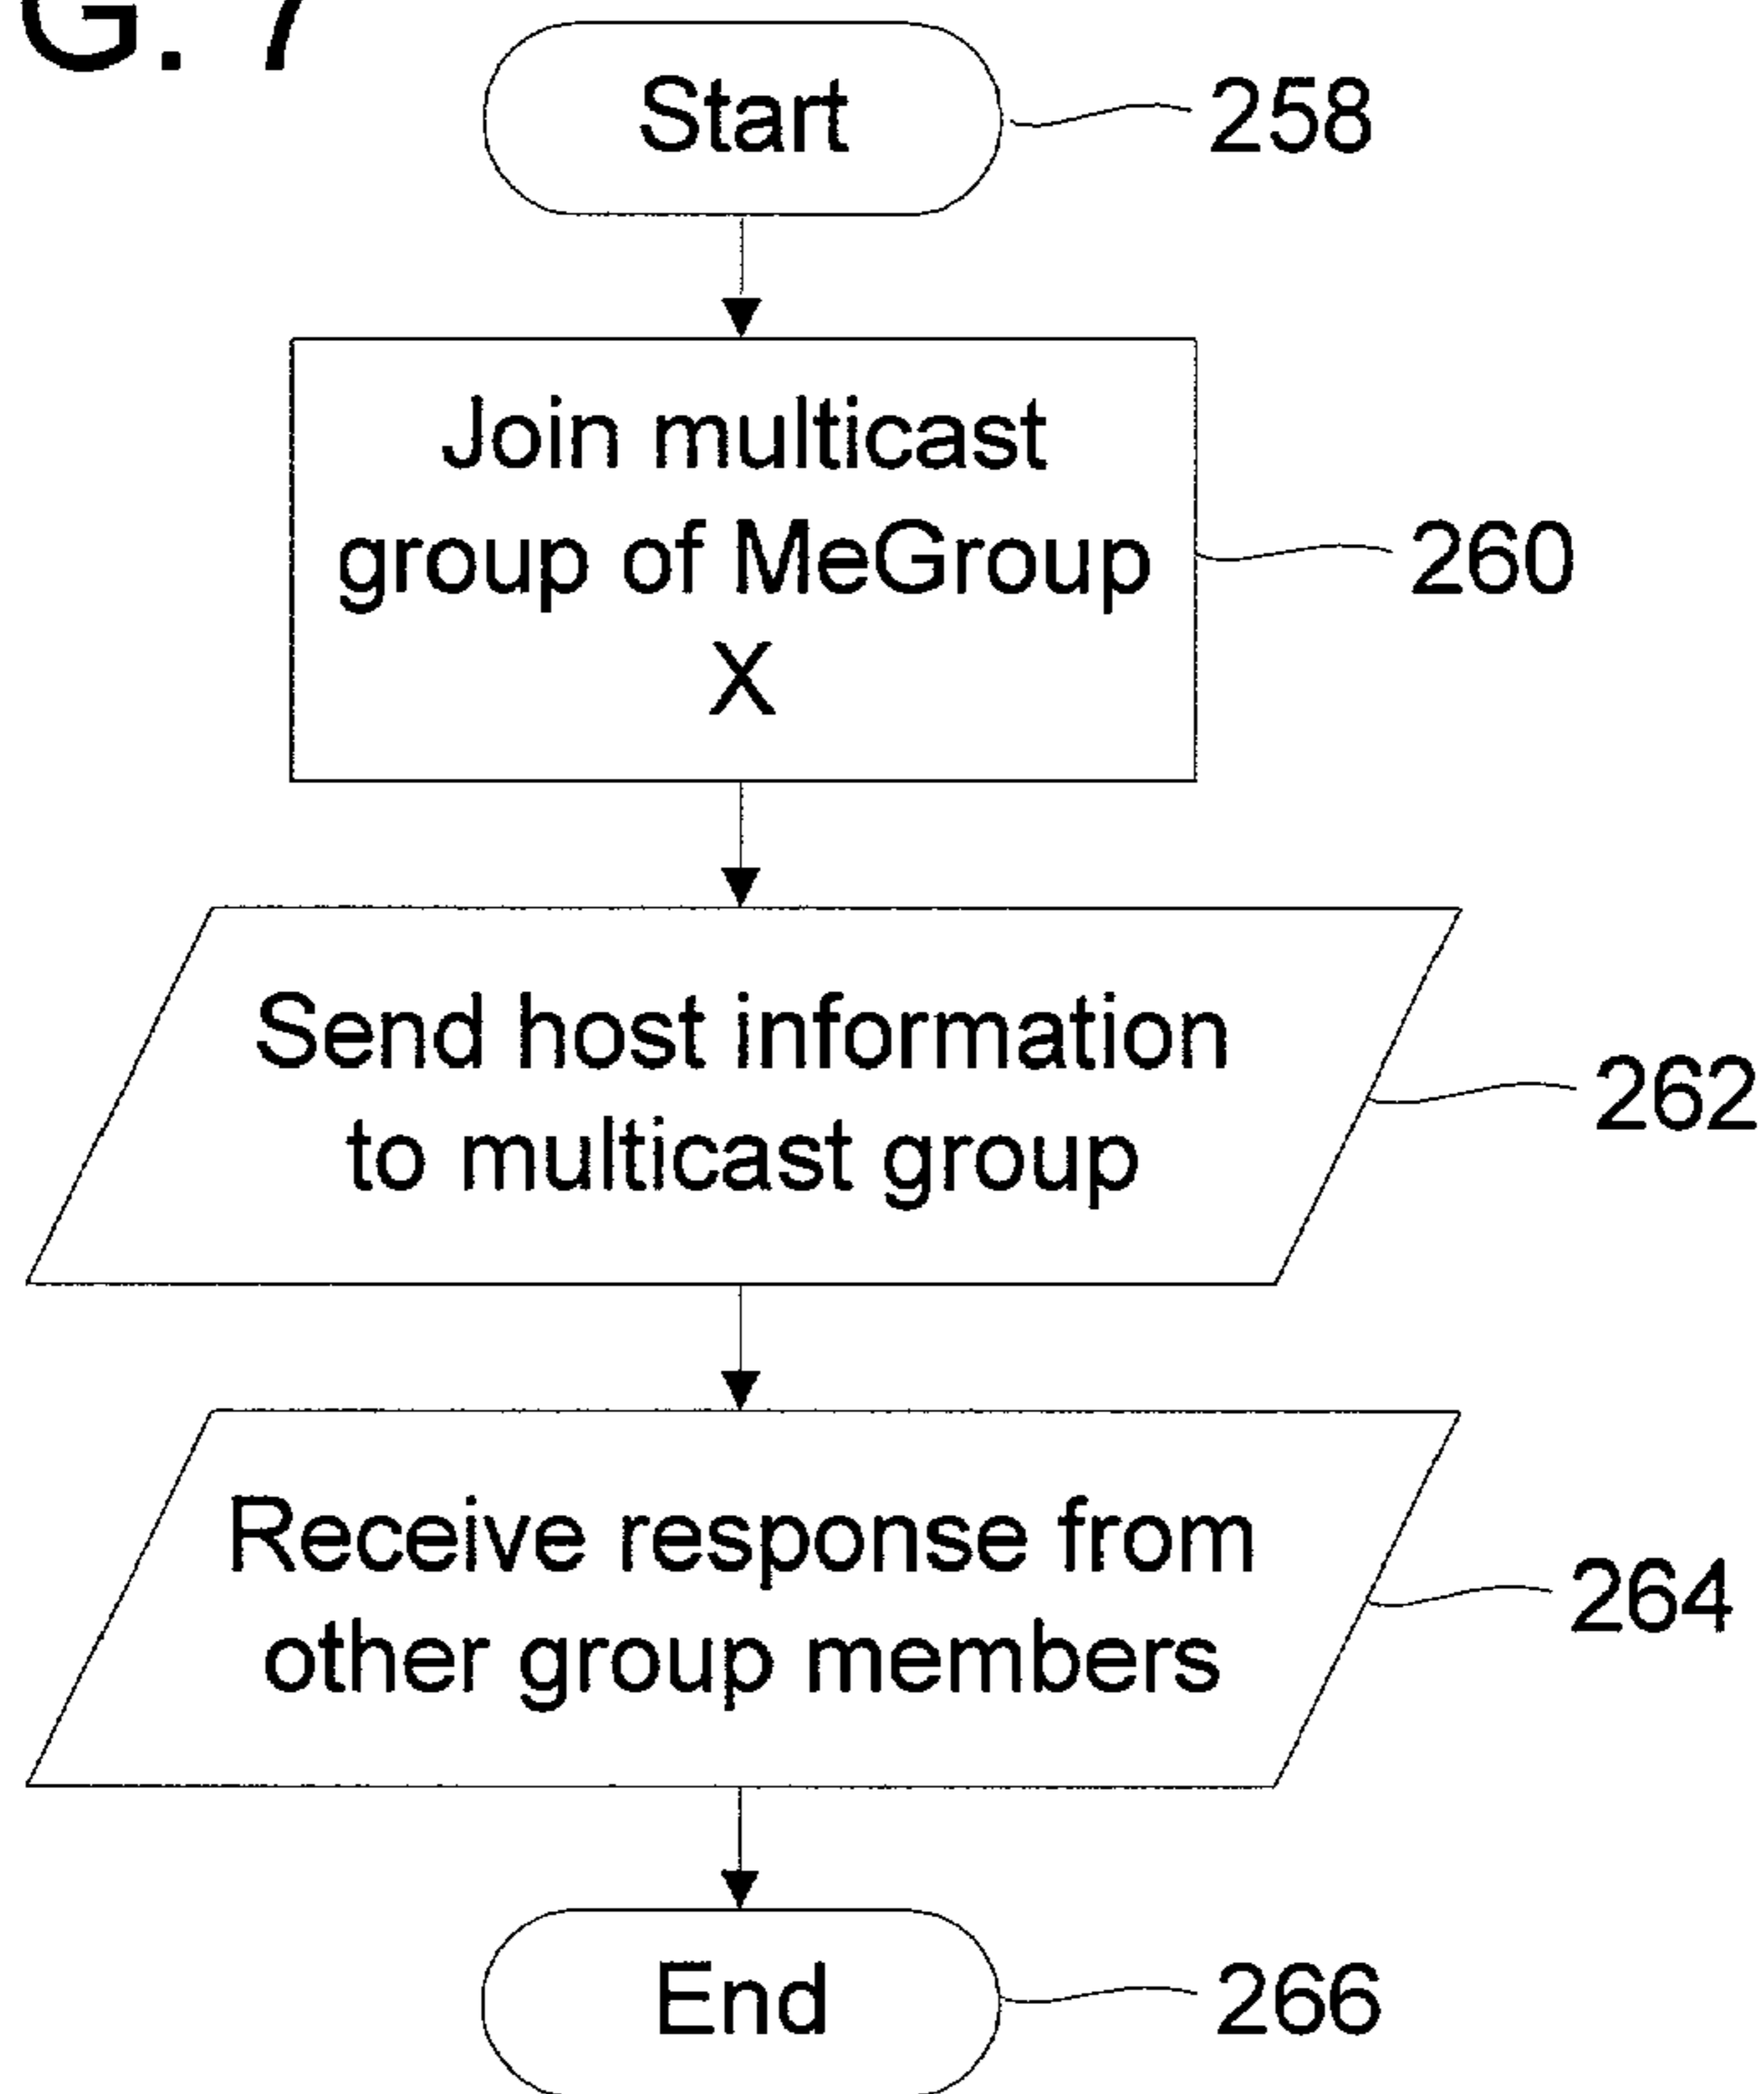 G. 7
Start
258
Join multicast
group of MeGroup
X
260
Send host information
to multicast group
262
Receive response from
other group members
264
End
266